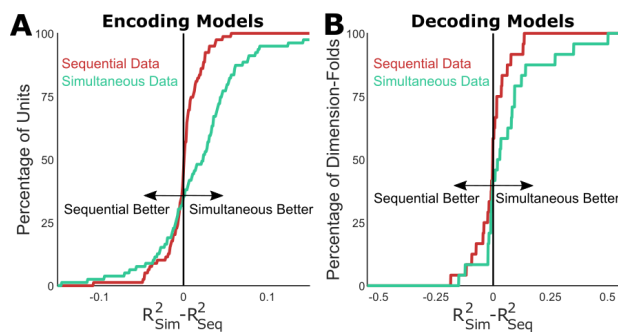 A
Encoding Models
Percentage of Units
100
75
50
25
0
Sequential Data
Simultaneous Data
Sequential Better
Simultaneous Better
-0.1
0
0.1
R²Sim-R²Seq
B
Decoding Models
Percentage of Dimension-Folds
100
75
50
25
0
Sequential Data
Simultaneous Data
Sequential Better
Simultaneous Better
-0.5
-0.25
0
0.25
0.5
R²Sim-R²Seq